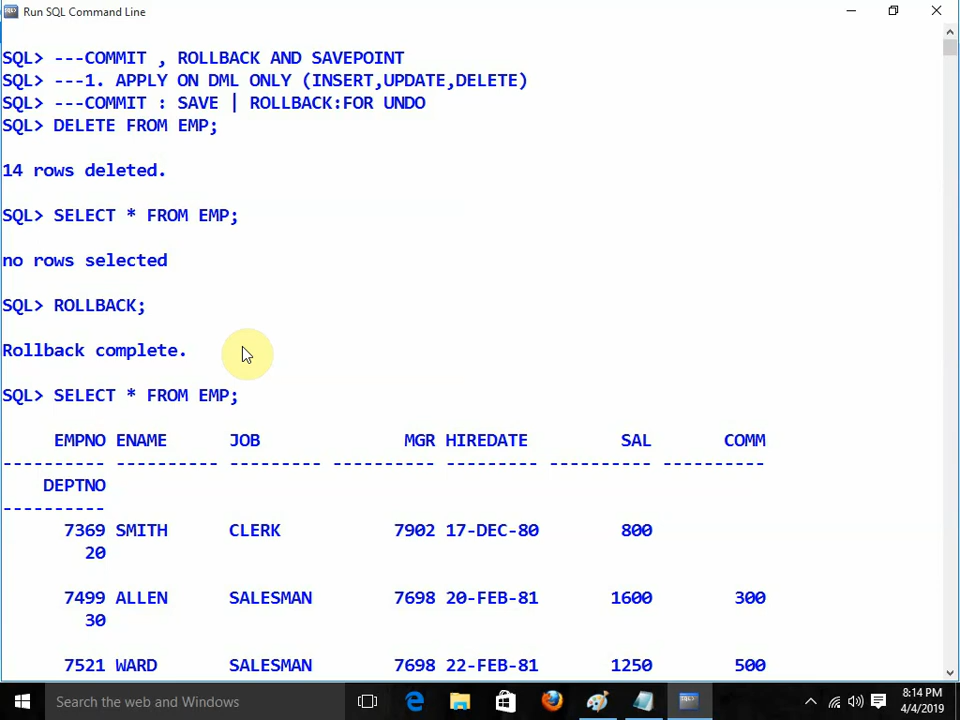 Run SQL Command Line
SQL> ---COMMIT , ROLLBACK AND SAVEPOINT
SQL> ---1. APPLY ON DML ONLY (INSERT,UPDATE,DELETE)
SQL> ---COMMIT : SAVE | ROLLBACK:FOR UNDO
SQL> DELETE FROM EMP;
14 rows deleted.
SQL> SELECT * FROM EMP;
no rows selected
SQL> ROLLBACK;
Rollback complete.
SQL> SELECT * FROM EMP;
EMPNO ENAME JOB MGR HIREDATE SAL COMM
---------- ---------- --------- ---------- --------- ---------- ----------
DEPTNO
----------
7369 SMITH CLERK 7902 17-DEC-80 800
20
7499 ALLEN SALESMAN 7698 20-FEB-81 1600 300
30
7521 WARD SALESMAN 7698 22-FEB-81 1250 500
Search the web and Windows
8:14 PM
4/4/2019